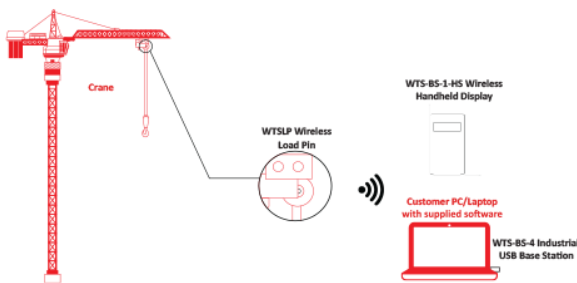 Crane
WTSLP Wireless
Load Pin
WTS-BS-1-HS Wireless
Handheld Display
Customer PC/Laptop
with supplied software
WTS-BS-4 Industrial
USB Base Station